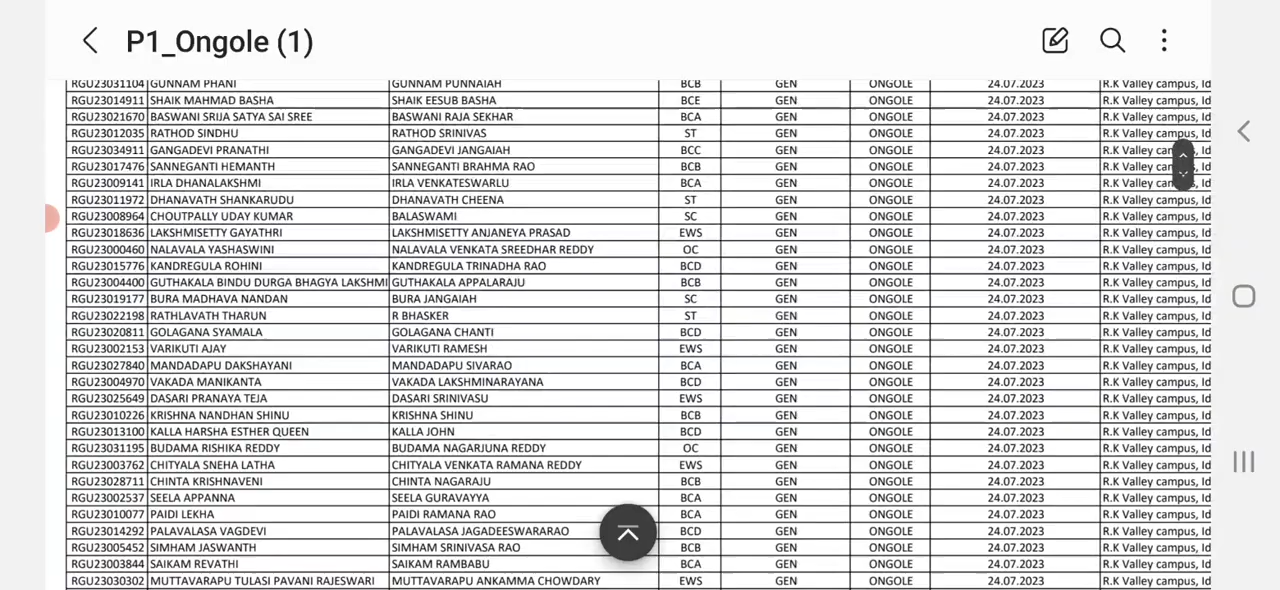 P1_Ongole (1)
RGU23031104 GUNNAM PHANI GUNNAM PUNNAIAH BCB GEN ONGOLE 24.07.2023 R.K Valley campus, Id
RGU23014911 SHAIK MAHMAD BASHA SHAIK EESUB BASHA BCE GEN ONGOLE 24.07.2023 R.K Valley campus, Id
RGU23021670 BASWANI SRIJA SATYA SAI SREE BASWANI RAJA SEKHAR BCA GEN ONGOLE 24.07.2023 R.K Valley campus, Id
RGU23012035 RATHOD SINDHU RATHOD SRINIVAS ST GEN ONGOLE 24.07.2023 R.K Valley campus, Id
RGU23034911 GANGADEVI PRANATHI GANGADEVI JANGAIAH BCC GEN ONGOLE 24.07.2023 R.K Valley can s, Id
RGU23017476 SANNEGANTI HEMANTH SANNEGANTI BRAHMA RAO BCB GEN ONGOLE 24.07.2023 R.K Valley can s, Id
RGU23009141 IRLA DHANALAKSHMI IRLA VENKATESWARLU BCA GEN ONGOLE 24.07.2023 R.K Valley can s, Id
RGU23011972 DHANAVATH SHANKARUDU DHANAVATH CHEENA ST GEN ONGOLE 24.07.2023 R.K Valley campus, Id
RGU23008964 CHOUTPALLY UDAY KUMAR BALASWAMI SC GEN ONGOLE 24.07.2023 R.K Valley campus, Id
RGU23018636 LAKSHMISETTY GAYATHRI LAKSHMISETTY ANJANEYA PRASAD EWS GEN ONGOLE 24.07.2023 R.K Valley campus, Id
RGU23000460 NALAVALA YASHASWINI NALAVALA VENKATA SREEDHAR REDDY OC GEN ONGOLE 24.07.2023 R.K Valley campus, Id
RGU23015776 KANDREGULA ROHINI KANDREGULA TRINADHA RAO BCD GEN ONGOLE 24.07.2023 R.K Valley campus, Id
RGU23004400 GUTHAKALA BINDU DURGA BHAGYA LAKSHMI GUTHAKALA APPALARAJU BCB GEN ONGOLE 24.07.2023 R.K Valley campus, Id
RGU23019177 BURA MADHAVA NANDAN BURA JANGAIAH SC GEN ONGOLE 24.07.2023 R.K Valley campus, Id
RGU23022198 RATHLAVATH THARUN R BHASKER ST GEN ONGOLE 24.07.2023 R.K Valley campus, Id
RGU23020811 GOLAGANA SYAMALA GOLAGANA CHANTI BCD GEN ONGOLE 24.07.2023 R.K Valley campus, Id
RGU23002153 VARIKUTI AJAY VARIKUTI RAMESH EWS GEN ONGOLE 24.07.2023 R.K Valley campus, Id
RGU23027840 MANDADAPU DAKSHAYANI MANDADAPU SIVARAO BCA GEN ONGOLE 24.07.2023 R.K Valley campus, Id
RGU23004970 VAKADA MANIKANTA VAKADA LAKSHMINARAYANA BCD GEN ONGOLE 24.07.2023 R.K Valley campus, Id
RGU23025649 DASARI PRANAYA TEJA DASARI SRINIVASU EWS GEN ONGOLE 24.07.2023 R.K Valley campus, Id
RGU23010226 KRISHNA NANDHAN SHINU KRISHNA SHINU BCB GEN ONGOLE 24.07.2023 R.K Valley campus, Id
RGU23013100 KALLA HARSHA ESTHER QUEEN KALLA JOHN BCD GEN ONGOLE 24.07.2023 R.K Valley campus, Id
RGU23031195 BUDAMA RISHIKA REDDY BUDAMA NAGARJUNA REDDY OC GEN ONGOLE 24.07.2023 R.K Valley campus, Id
RGU23003762 CHITYALA SNEHA LATHA CHITYALA VENKATA RAMANA REDDY EWS GEN ONGOLE 24.07.2023 R.K Valley campus, Id
RGU23028711 CHINTA KRISHNAVENI CHINTA NAGARAJU BCB GEN ONGOLE 24.07.2023 R.K Valley campus, Id
RGU23002537 SEELA APPANNA SEELA GURAVAYYA BCA GEN ONGOLE 24.07.2023 R.K Valley campus, Id
RGU23010077 PAIDI LEKHA PAIDI RAMANA RAO BCA GEN ONGOLE 24.07.2023 R.K Valley campus, Id
RGU23014292 PALAVALASA VAGDEVI PALAVALASA JAGADEESWARARAO BCD GEN ONGOLE 24.07.2023 R.K Valley campus, Id
RGU23005452 SIMHAM JASWANTH SIMHAM SRINIVASA RAO BCB GEN ONGOLE 24.07.2023 R.K Valley campus, Id
RGU23003844 SAIKAM REVATHI SAIKAM RAMBABU BCA GEN ONGOLE 24.07.2023 R.K Valley campus, Id
RGU23030302 MUTTAVARAPU TULASI PAVANI RAJESWARI MUTTAVARAPU ANKAMMA CHOWDARY EWS GEN ONGOLE 24.07.2023 R.K Valley campus, Id